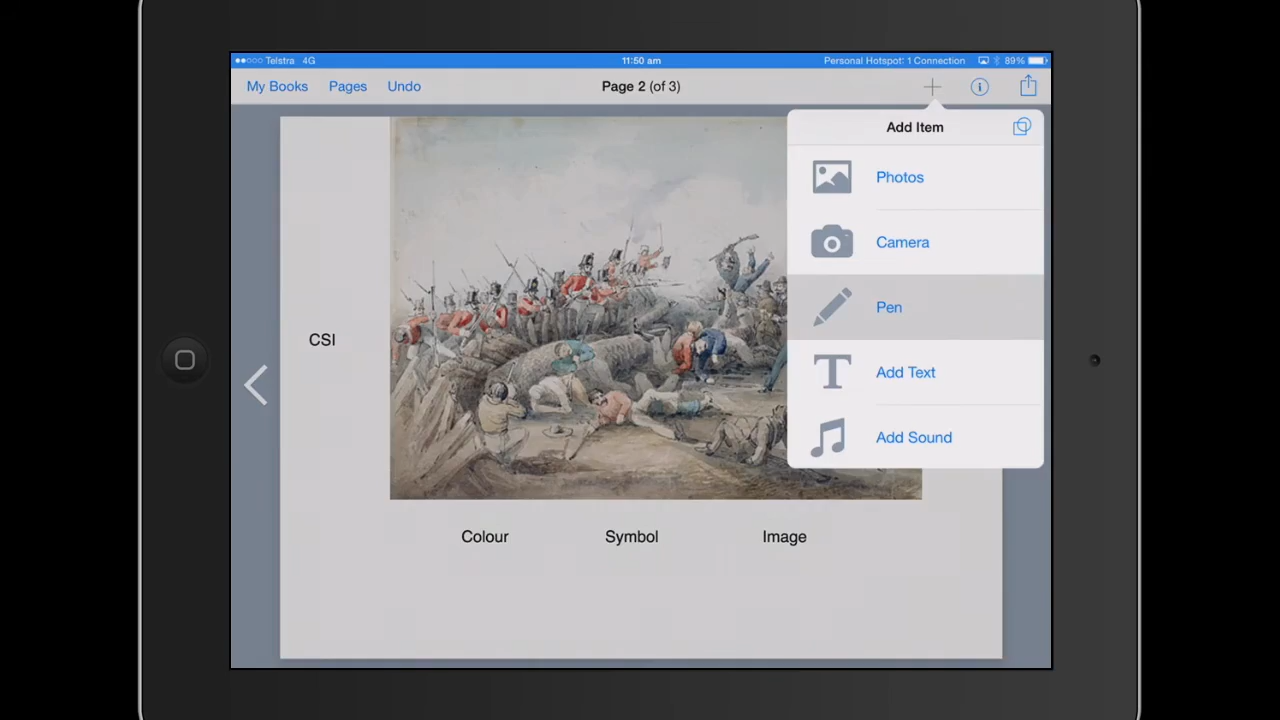 Telstra 4G 11:50 am Personal Hotspot: 1 Connection 89%
My Books Pages Undo Page 2 (of 3)
Add Item
Photos
Camera
Pen
Add Text
Add Sound
CSI
Colour Symbol Image